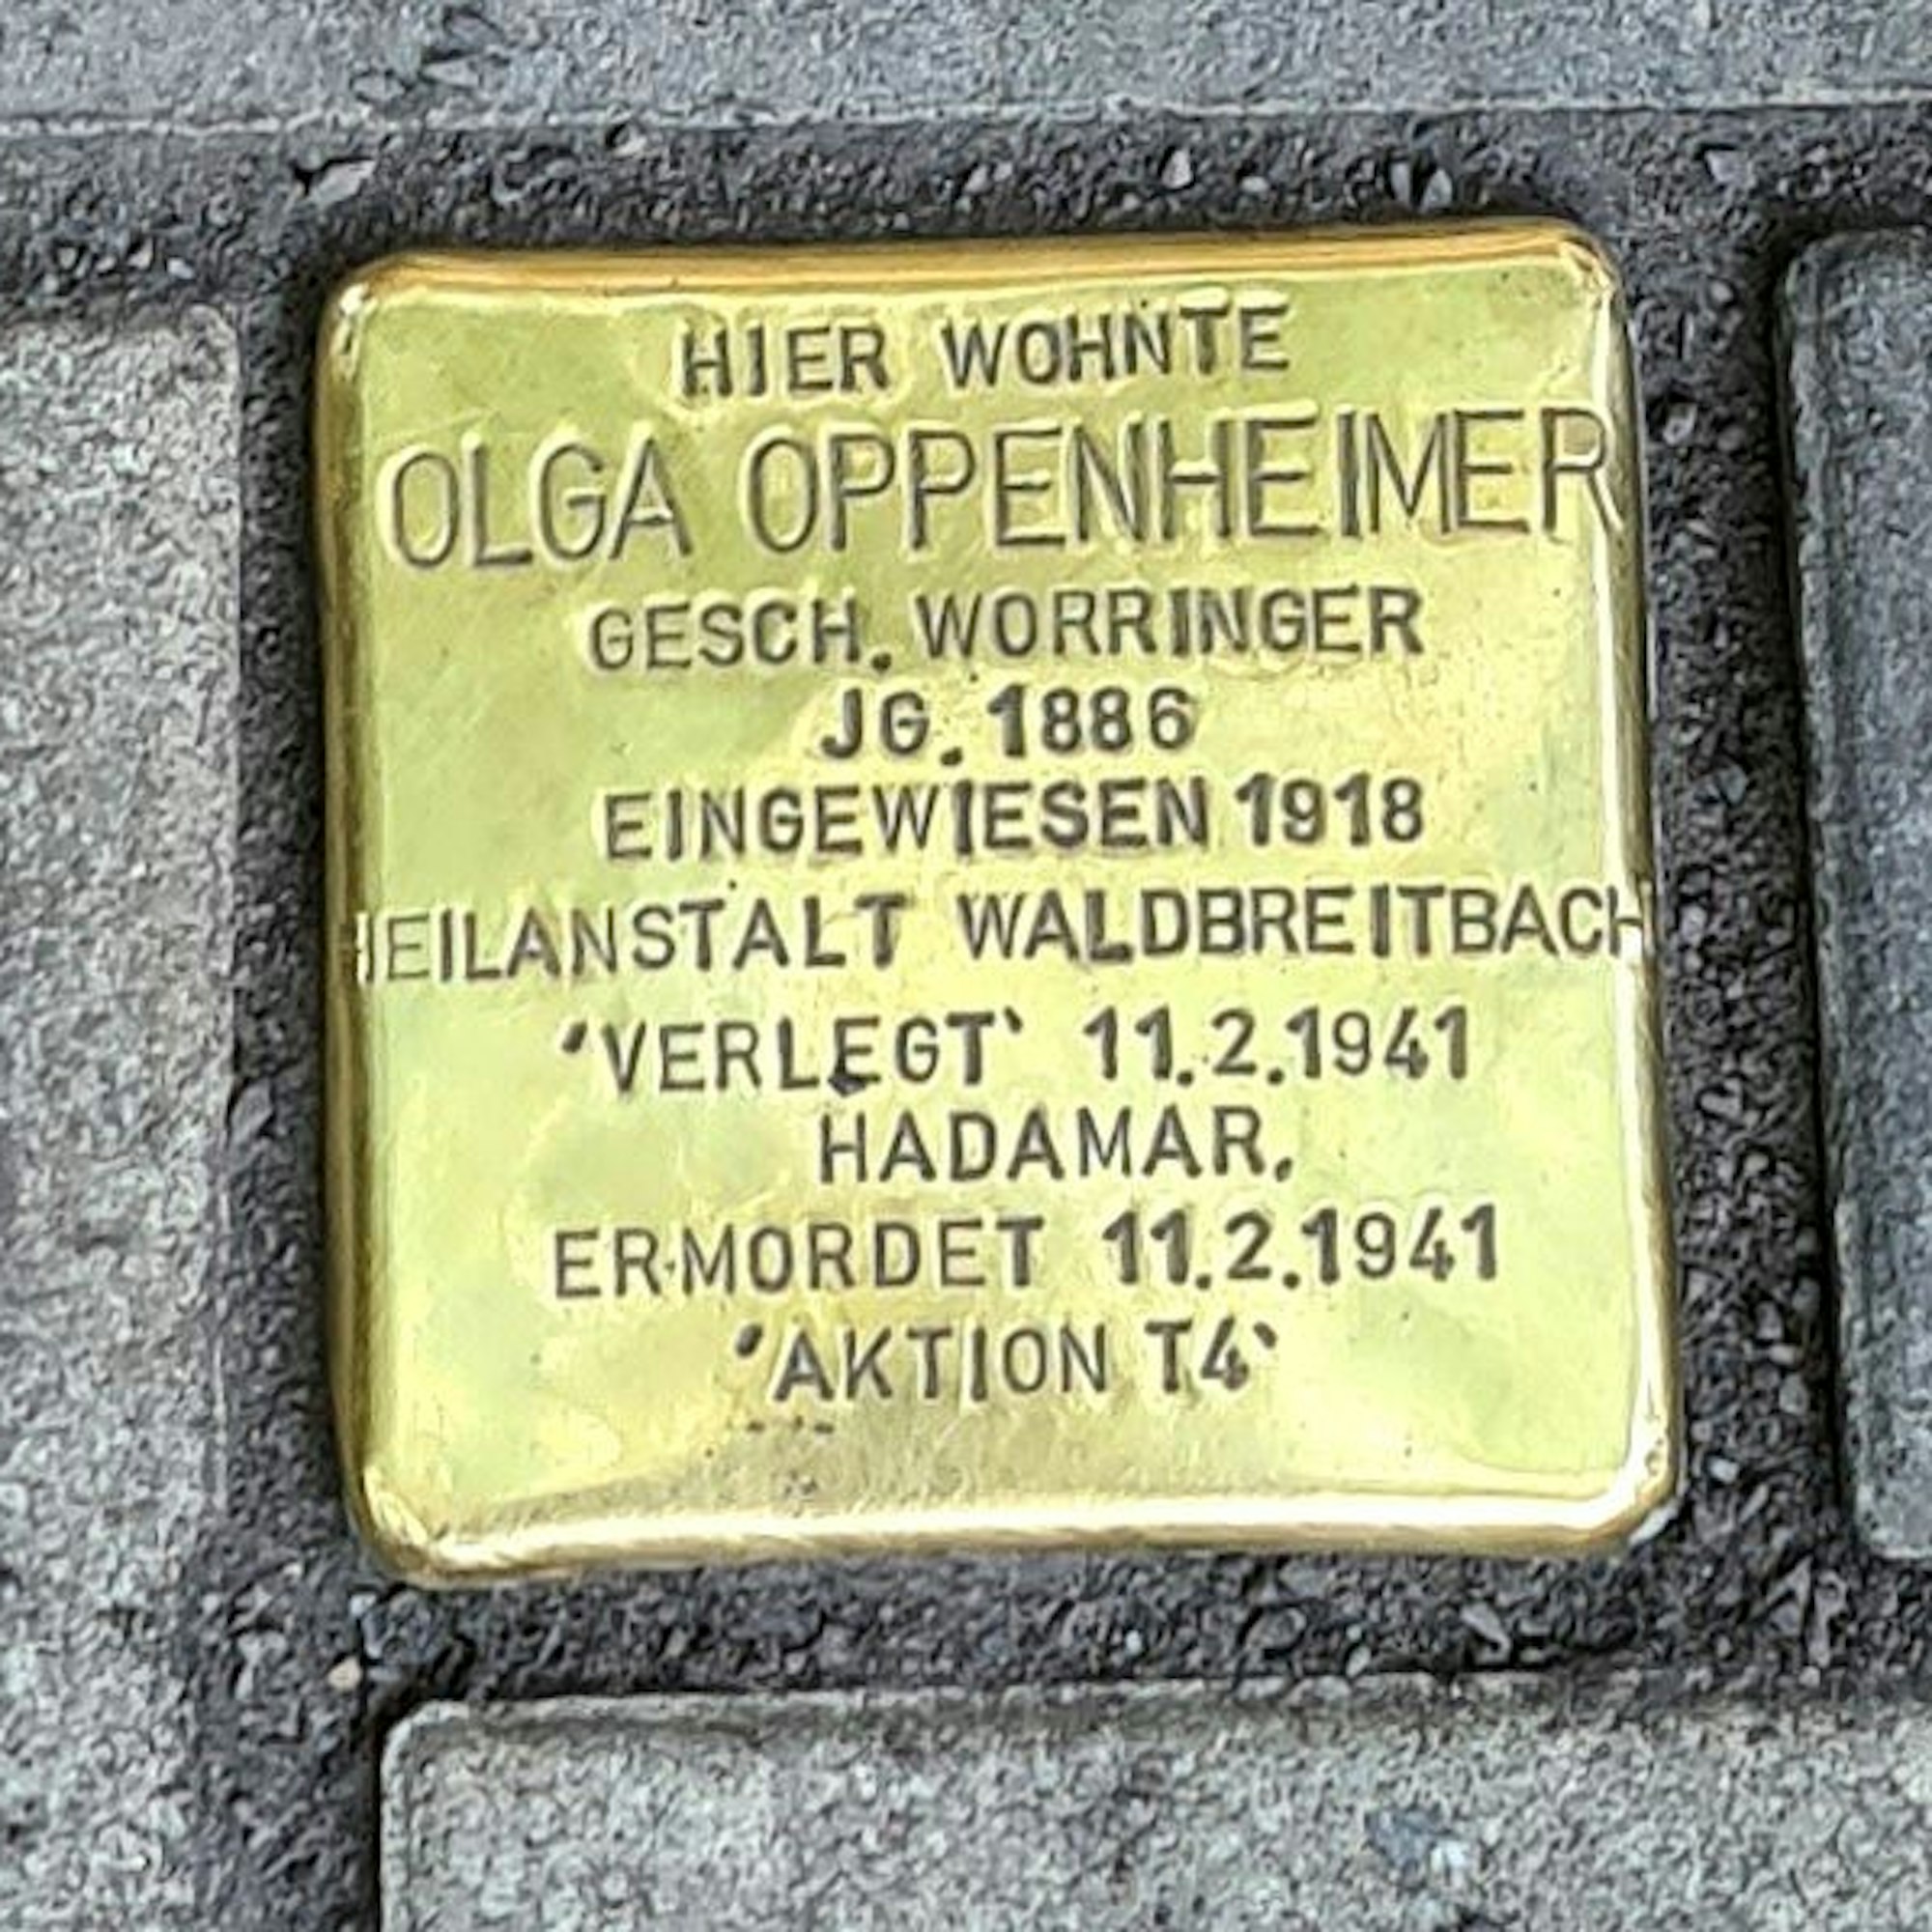 HIER WOHNTE
OLGA OPPENHEIMER
GESCH. WORRINGER
JG. 1886
EINGEWIESEN 1918
HEILANSTALT WALDBREITBACH
'VERLEGT' 11.2.1941
HADAMAR.
ERMORDET 11.2.1941
'AKTION T4'